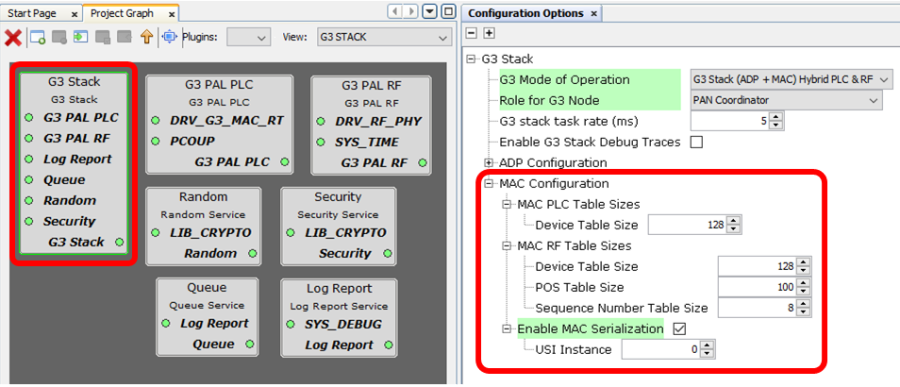 Start Page x Project Graph x
Plugins: View: G3 STACK
G3 Stack
G3 Stack
G3 PAL PLC
G3 PAL RF
Log Report
Queue
Random
Security
G3 Stack
G3 PAL PLC
G3 PAL PLC
DRV_G3_MAC_RT
PCOUP
G3 PAL PLC
G3 PAL RF
G3 PAL RF
DRV_RF_PHY
SYS_TIME
G3 PAL RF
Random
Random Service
LIB_CRYPTO
Random
Security
Security Service
LIB_CRYPTO
Security
Queue
Queue Service
Log Report
Queue
Log Report
Log Report Service
SYS_DEBUG
Log Report
Configuration Options x
G3 Stack
G3 Mode of Operation G3 Stack (ADP + MAC) Hybrid PLC & RF
Role for G3 Node PAN Coordinator
G3 stack task rate (ms) 5
Enable G3 Stack Debug Traces
ADP Configuration
MAC Configuration
MAC PLC Table Sizes
Device Table Size 128
MAC RF Table Sizes
Device Table Size 128
POS Table Size 100
Sequence Number Table Size 8
Enable MAC Serialization
USI Instance 0